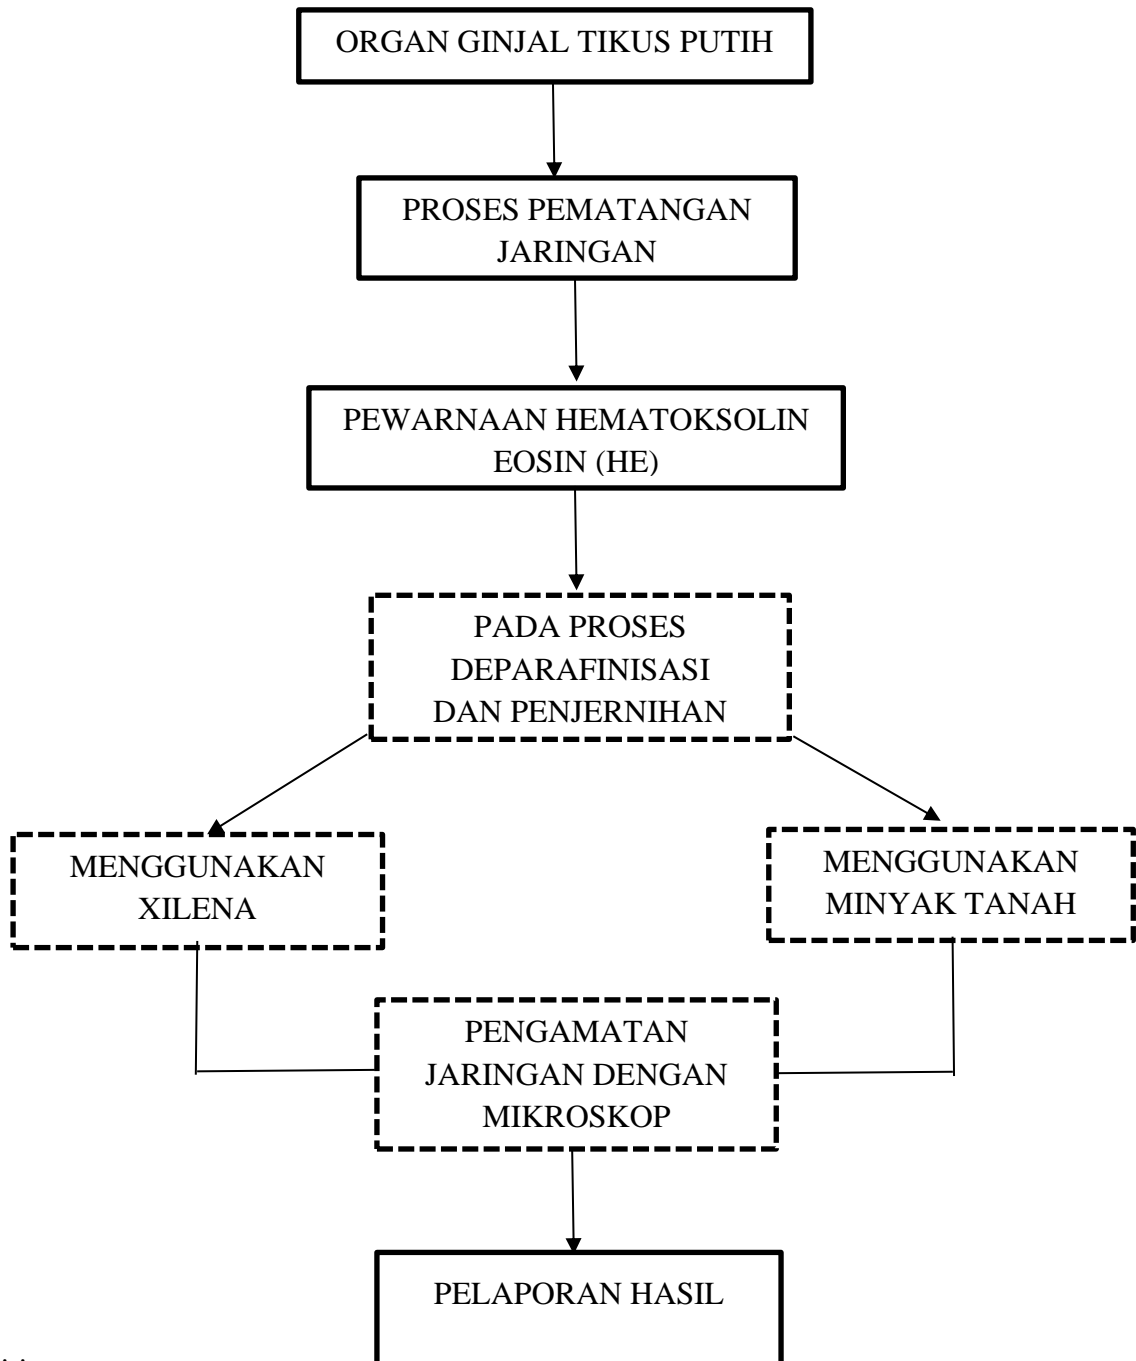 ORGAN GINJAL TIKUS PUTIH
PROSES PEMATANGAN
JARINGAN
PEWARNAAN HEMATOKSOLIN
EOSIN (HE)
PADA PROSES
DEPARAFINISASI
DAN PENJERNIHAN
MENGGUNAKAN
XILENA
MENGGUNAKAN
MINYAK TANAH
PENGAMATAN
JARINGAN DENGAN
MIKROSKOP
PELAPORAN HASIL